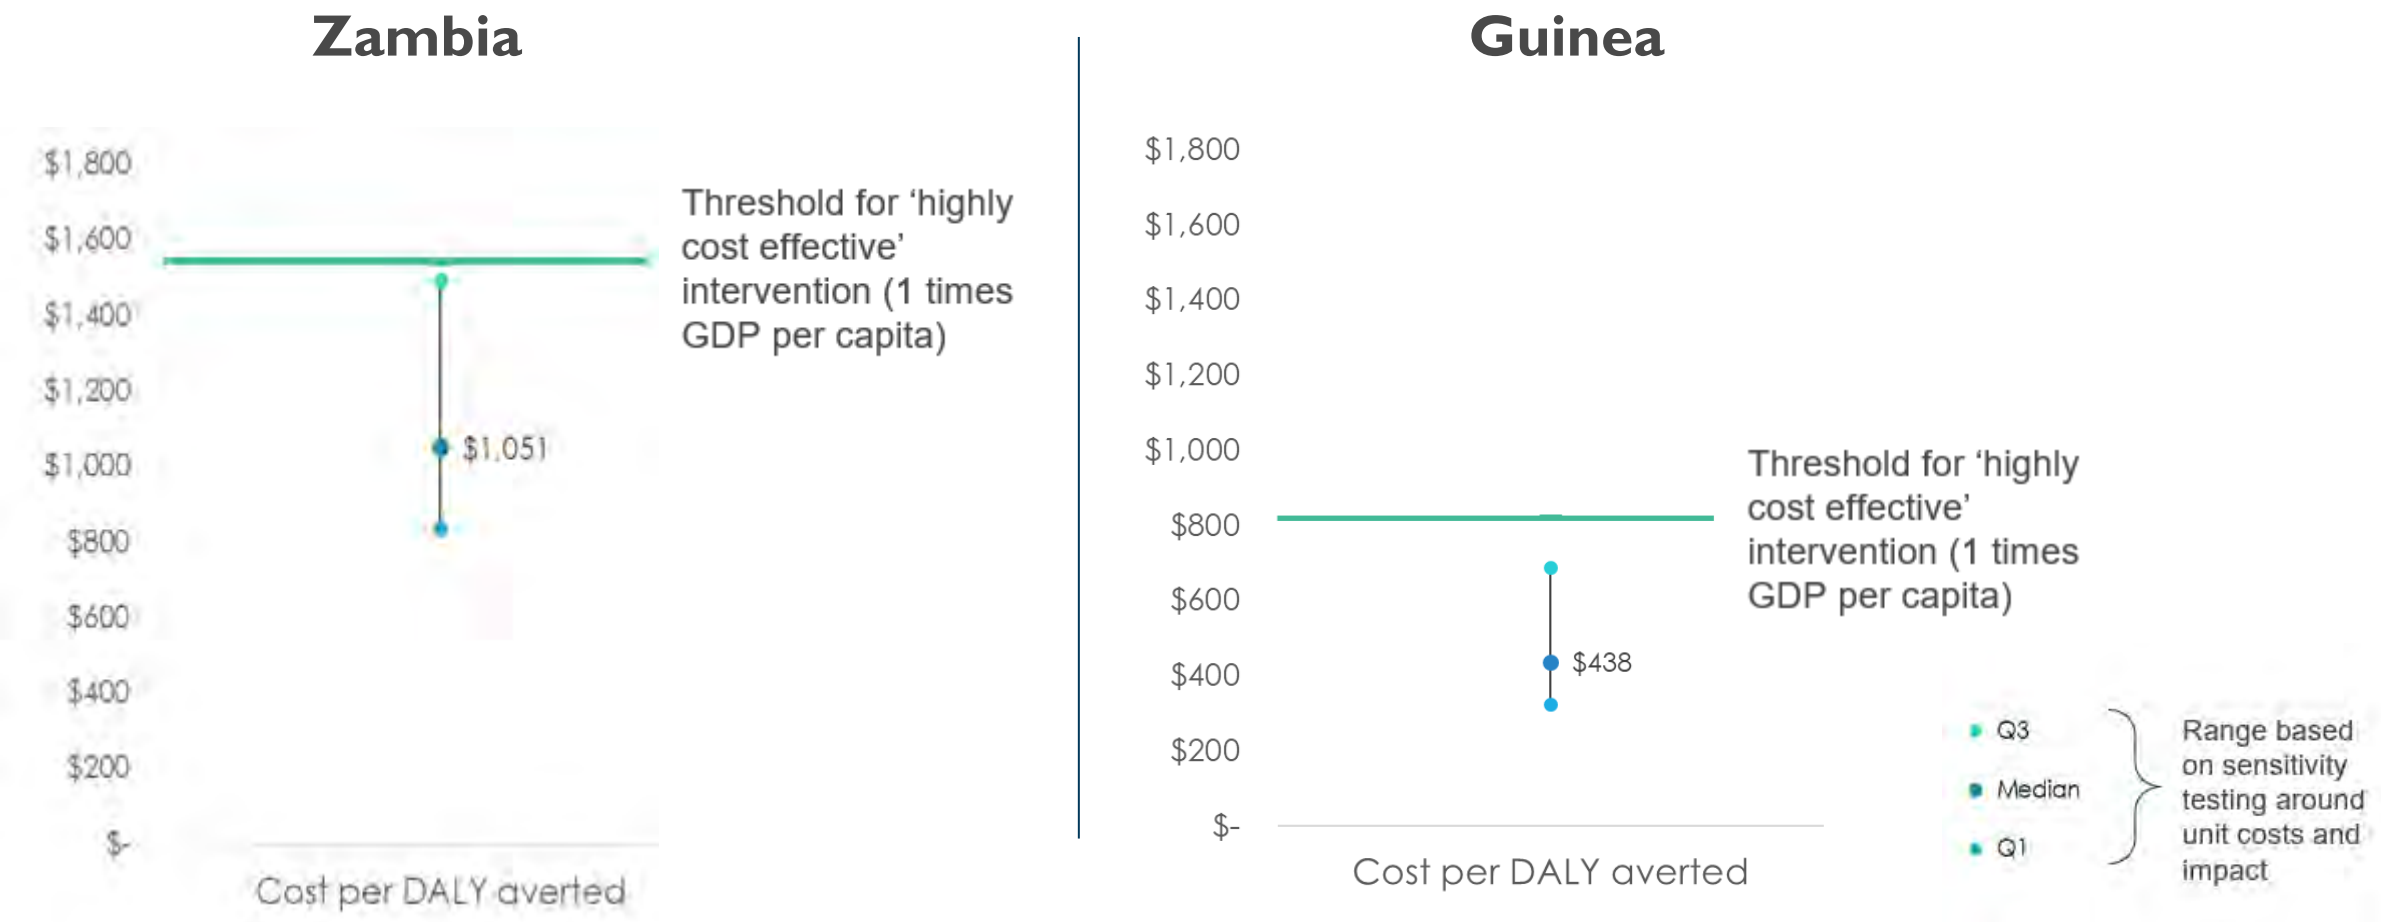 Zambia
$1,800
$1,600
$1,400
$1,200
$1,000
$800
$600
$400
$200
$-
$1,051
Cost per DALY averted
Threshold for ‘highly
cost effective’
intervention (1 times
GDP per capita)
Guinea
$1,800
$1,600
$1,400
$1,200
$1,000
$800
$600
$400
$200
$-
$438
Cost per DALY averted
Threshold for ‘highly
cost effective’
intervention (1 times
GDP per capita)
Q3
Median
Q1
Range based
on sensitivity
testing around
unit costs and
impact